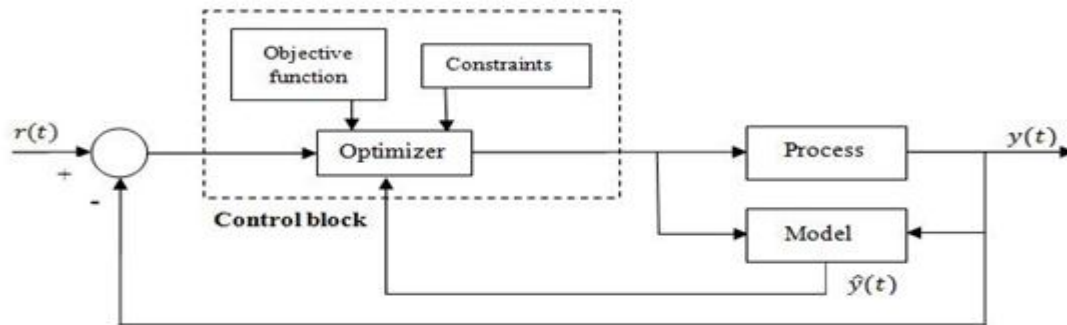 Objective
function
Constraints
r(t)
+
-
Optimizer
Process
y(t)
Control block
Model
ŷ(t)